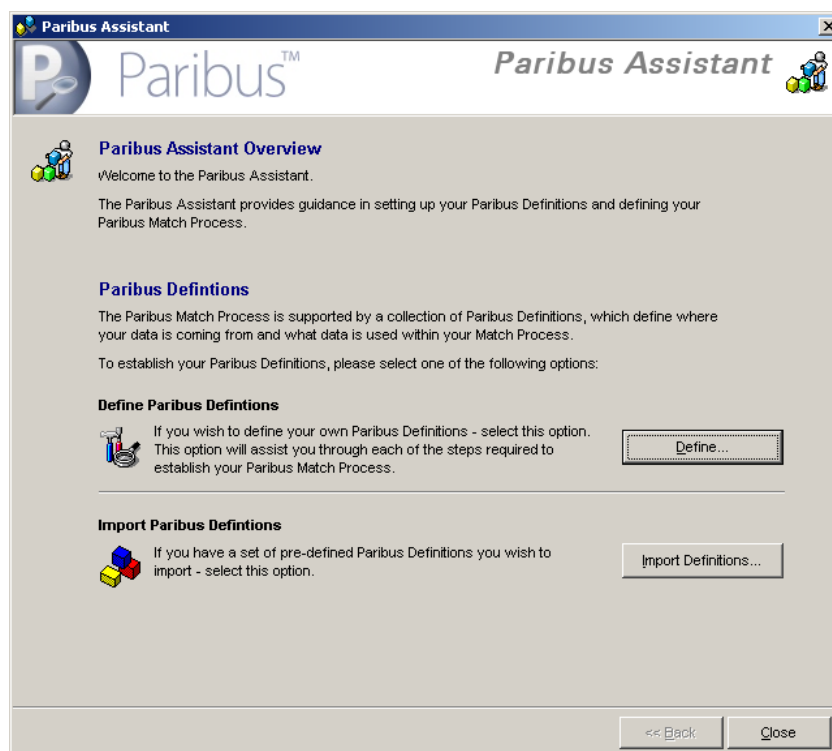 Paribus Assistant
Paribus™
Paribus Assistant
Paribus Assistant Overview
Welcome to the Paribus Assistant.
The Paribus Assistant provides guidance in setting up your Paribus Definitions and defining your
Paribus Match Process.
Paribus Defintions
The Paribus Match Process is supported by a collection of Paribus Definitions, which define where
your data is coming from and what data is used within your Match Process.
To establish your Paribus Definitions, please select one of the following options:
Define Paribus Defintions
If you wish to define your own Paribus Definitions - select this option.
This option will assist you through each of the steps required to
establish your Paribus Match Process.
Define...
Import Paribus Defintions
If you have a set of pre-defined Paribus Definitions you wish to
import - select this option.
Import Definitions...
<< Back
Close